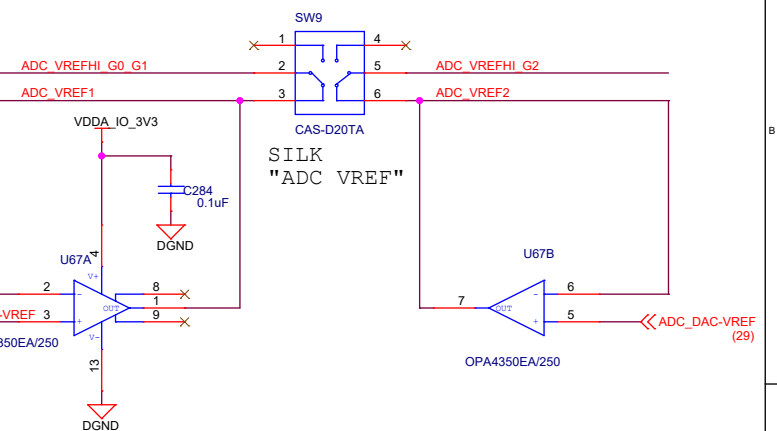 SW9
1
4
ADC_VREFHI_G0_G1
2
5
ADC_VREFHI_G2
ADC_VREF1
3
6
ADC_VREF2
VDDA_IO_3V3
CAS-D20TA
B
SILK
"ADC VREF"
C284
0.1uF
DGND
4
U67A
U67B
V+
2
-
8
6
-
OUT
1
7
OUT
-VREF
3
+
9
5
+
ADC_DAC-VREF
(29)
V-
350EA/250
OPA4350EA/250
13
DGND